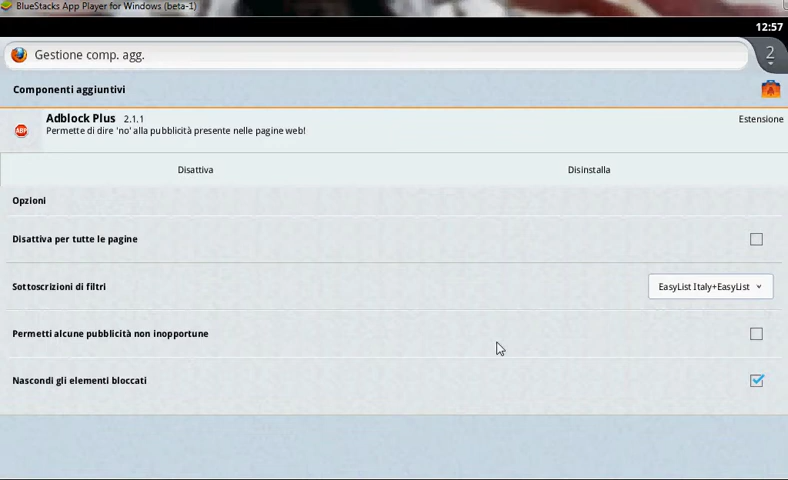 BlueStacks App Player for Windows (beta-1)
12:57
Gestione comp. agg.
2
Componenti aggiuntivi
Adblock Plus 2.1.1
Estensione
ABP
Permette di dire 'no' alla pubblicità presente nelle pagine web!
Disattiva
Disinstalla
Opzioni
Disattiva per tutte le pagine
Sottoscrizioni di filtri
EasyList Italy+EasyList
Permetti alcune pubblicità non inopportune
Nascondi gli elementi bloccati